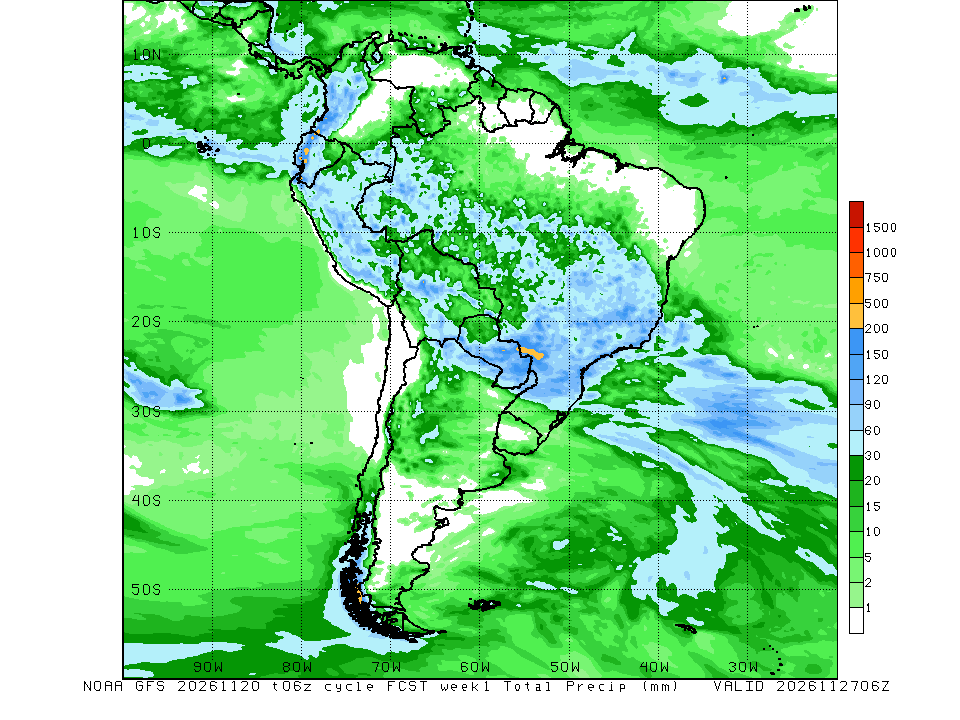 10N
0
10S
20S
30S
40S
50S
90W 80W 70W 60W 50W 40W 30W
1500
1000
750
500
200
150
120
90
60
30
20
15
10
5
2
1
NOAA GFS 20261120 t06z cycle FCST week1 Total Precip (mm) VALID 2026112706Z